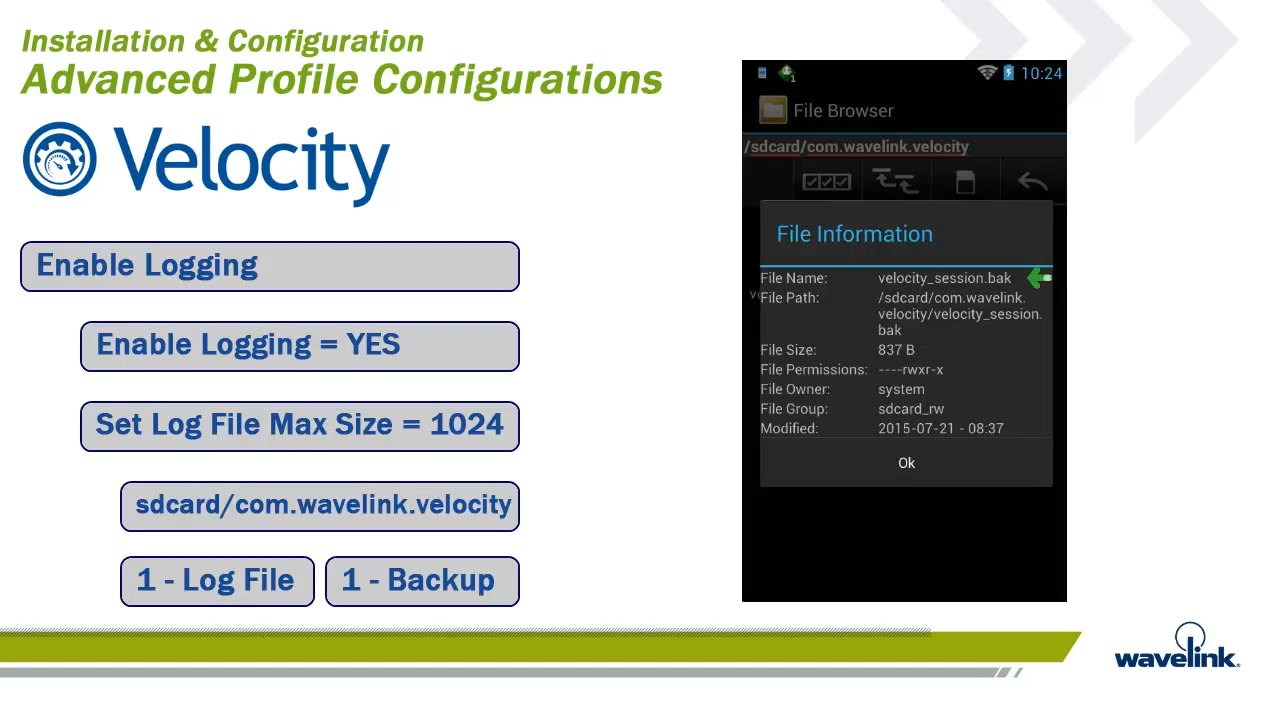 Installation & Configuration
Advanced Profile Configurations
Velocity
Enable Logging
Enable Logging = YES
Set Log File Max Size = 1024
sdcard/com.wavelink.velocity
1 - Log File
1 - Backup
1
10:24
File Browser
/sdcard/com.wavelink.velocity
File Information
File Name: velocity_session.bak
File Path: /sdcard/com.wavelink.
velocity/velocity_session.
bak
File Size: 837 B
File Permissions: ----rwxr-x
File Owner: system
File Group: sdcard_rw
Modified: 2015-07-21 - 08:37
Ok
wavelink